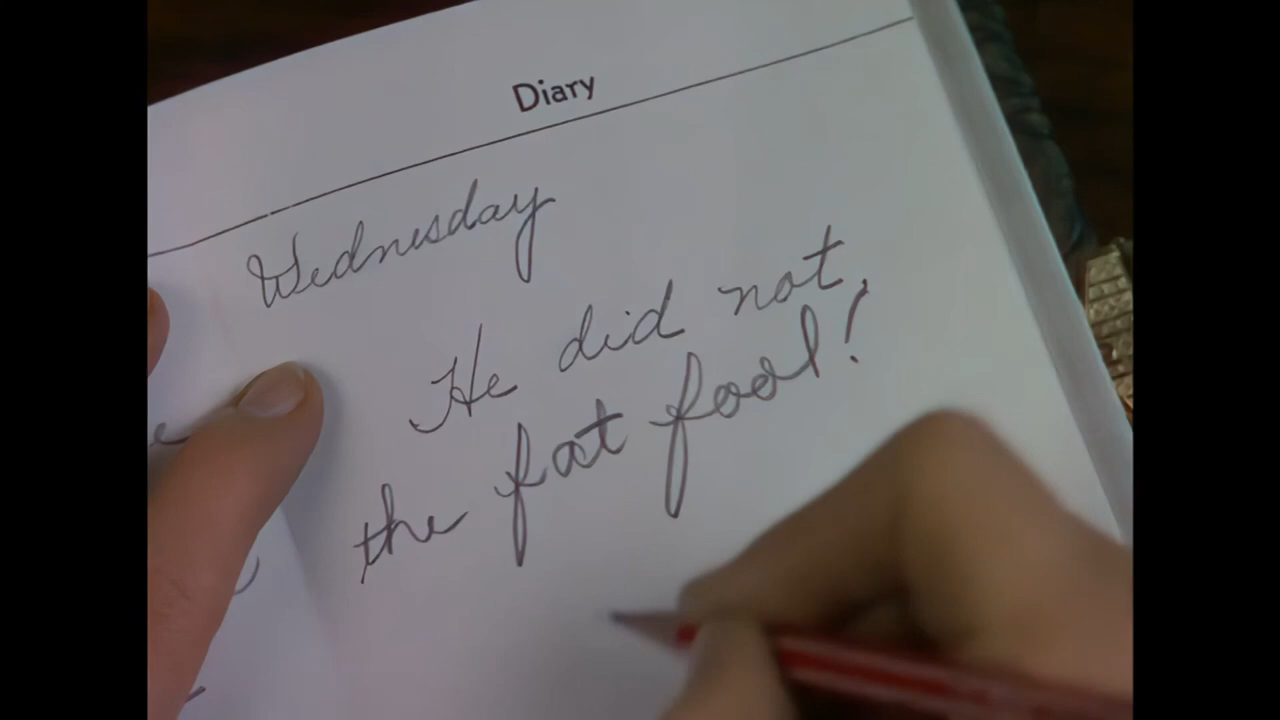 Diary
Wednesday
He did not,
the fat fool!